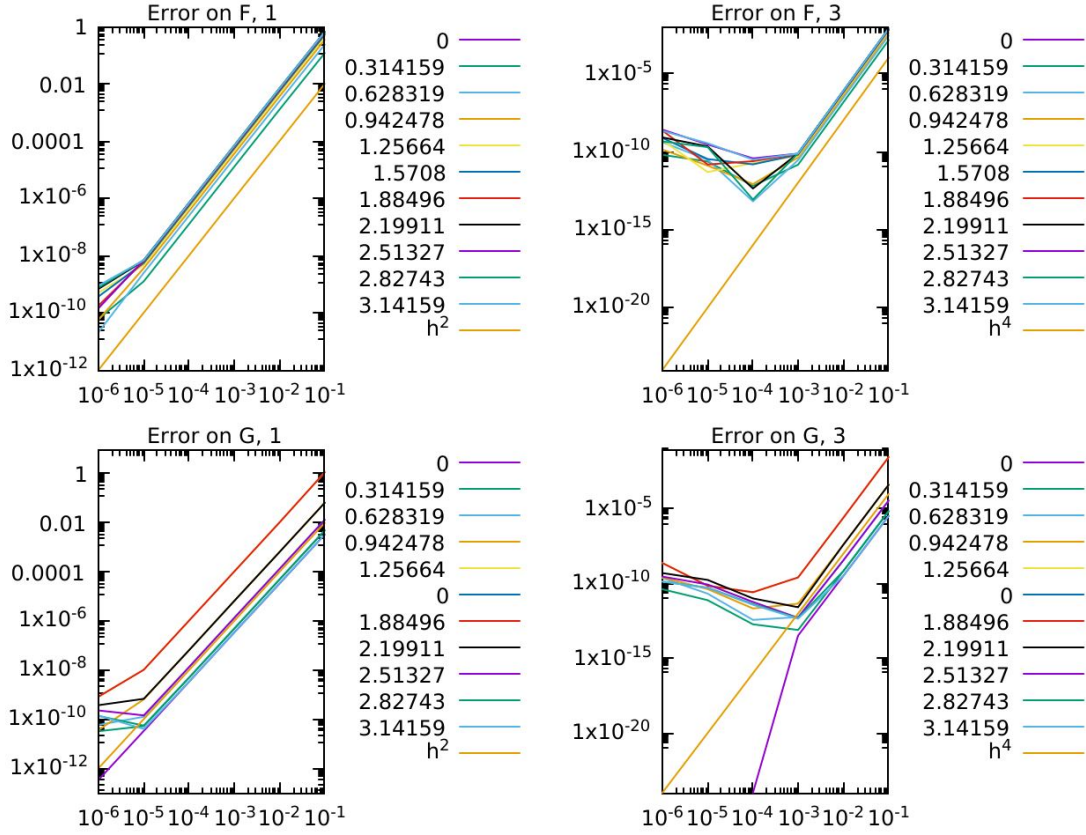 Error on F, 1
1
0.01
0.0001
1x10-6
1x10-8
1x10-10
1x10-12
10-6 10-5 10-4 10-3 10-2 10-1
0
0.314159
0.628319
0.942478
1.25664
1.5708
1.88496
2.19911
2.51327
2.82743
3.14159
h2
Error on F, 3
1x10-5
1x10-10
1x10-15
1x10-20
10-6 10-5 10-4 10-3 10-2 10-1
0
0.314159
0.628319
0.942478
1.25664
1.5708
1.88496
2.19911
2.51327
2.82743
3.14159
h4
Error on G, 1
1
0.01
0.0001
1x10-6
1x10-8
1x10-10
1x10-12
10-6 10-5 10-4 10-3 10-2 10-1
0
0.314159
0.628319
0.942478
1.25664
0
1.88496
2.19911
2.51327
2.82743
3.14159
h2
Error on G, 3
1x10-5
1x10-10
1x10-15
1x10-20
10-6 10-5 10-4 10-3 10-2 10-1
0
0.314159
0.628319
0.942478
1.25664
0
1.88496
2.19911
2.51327
2.82743
3.14159
h4